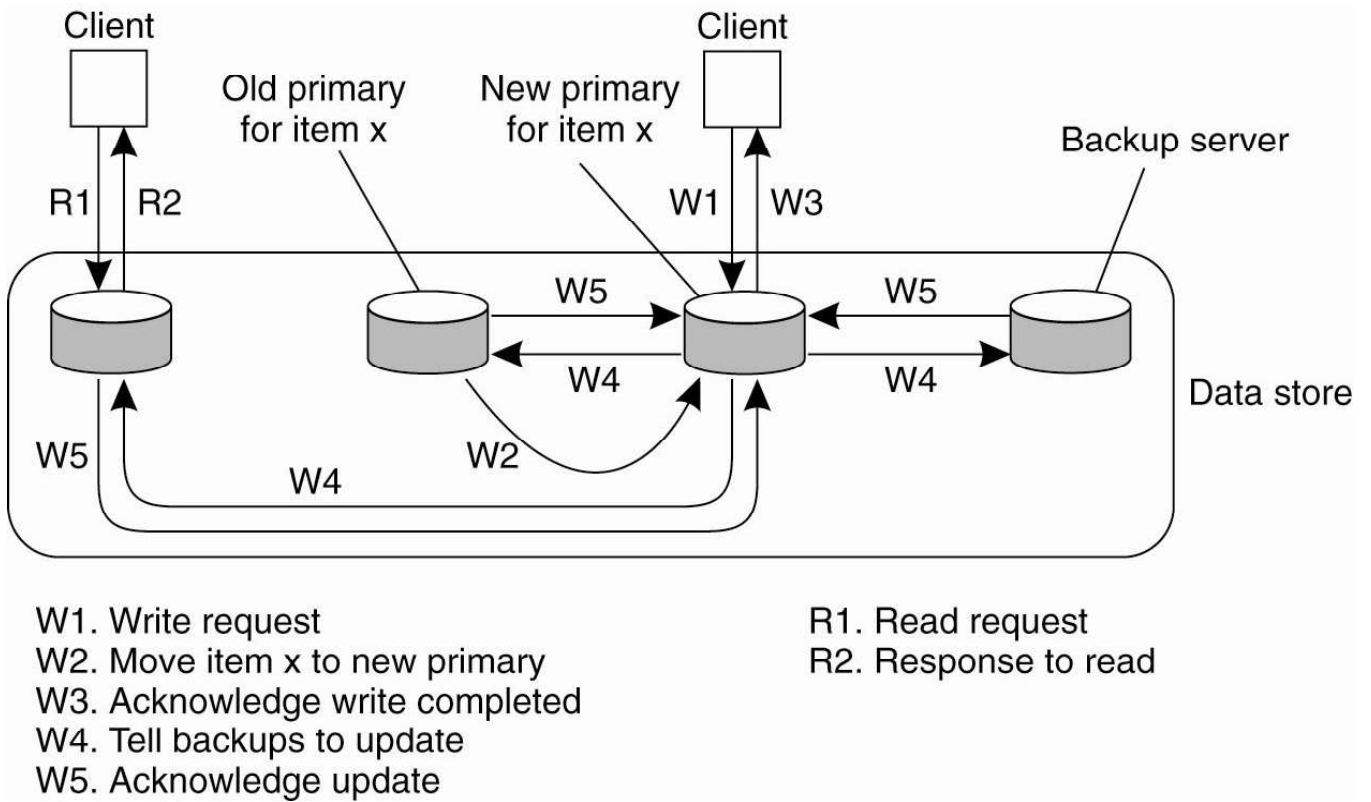 Client
Client
Old primary
for item x
New primary
for item x
Backup server
R1
R2
W1
W3
W5
W5
W4
W4
Data store
W5
W2
W4
W1. Write request
W2. Move item x to new primary
W3. Acknowledge write completed
W4. Tell backups to update
W5. Acknowledge update
R1. Read request
R2. Response to read